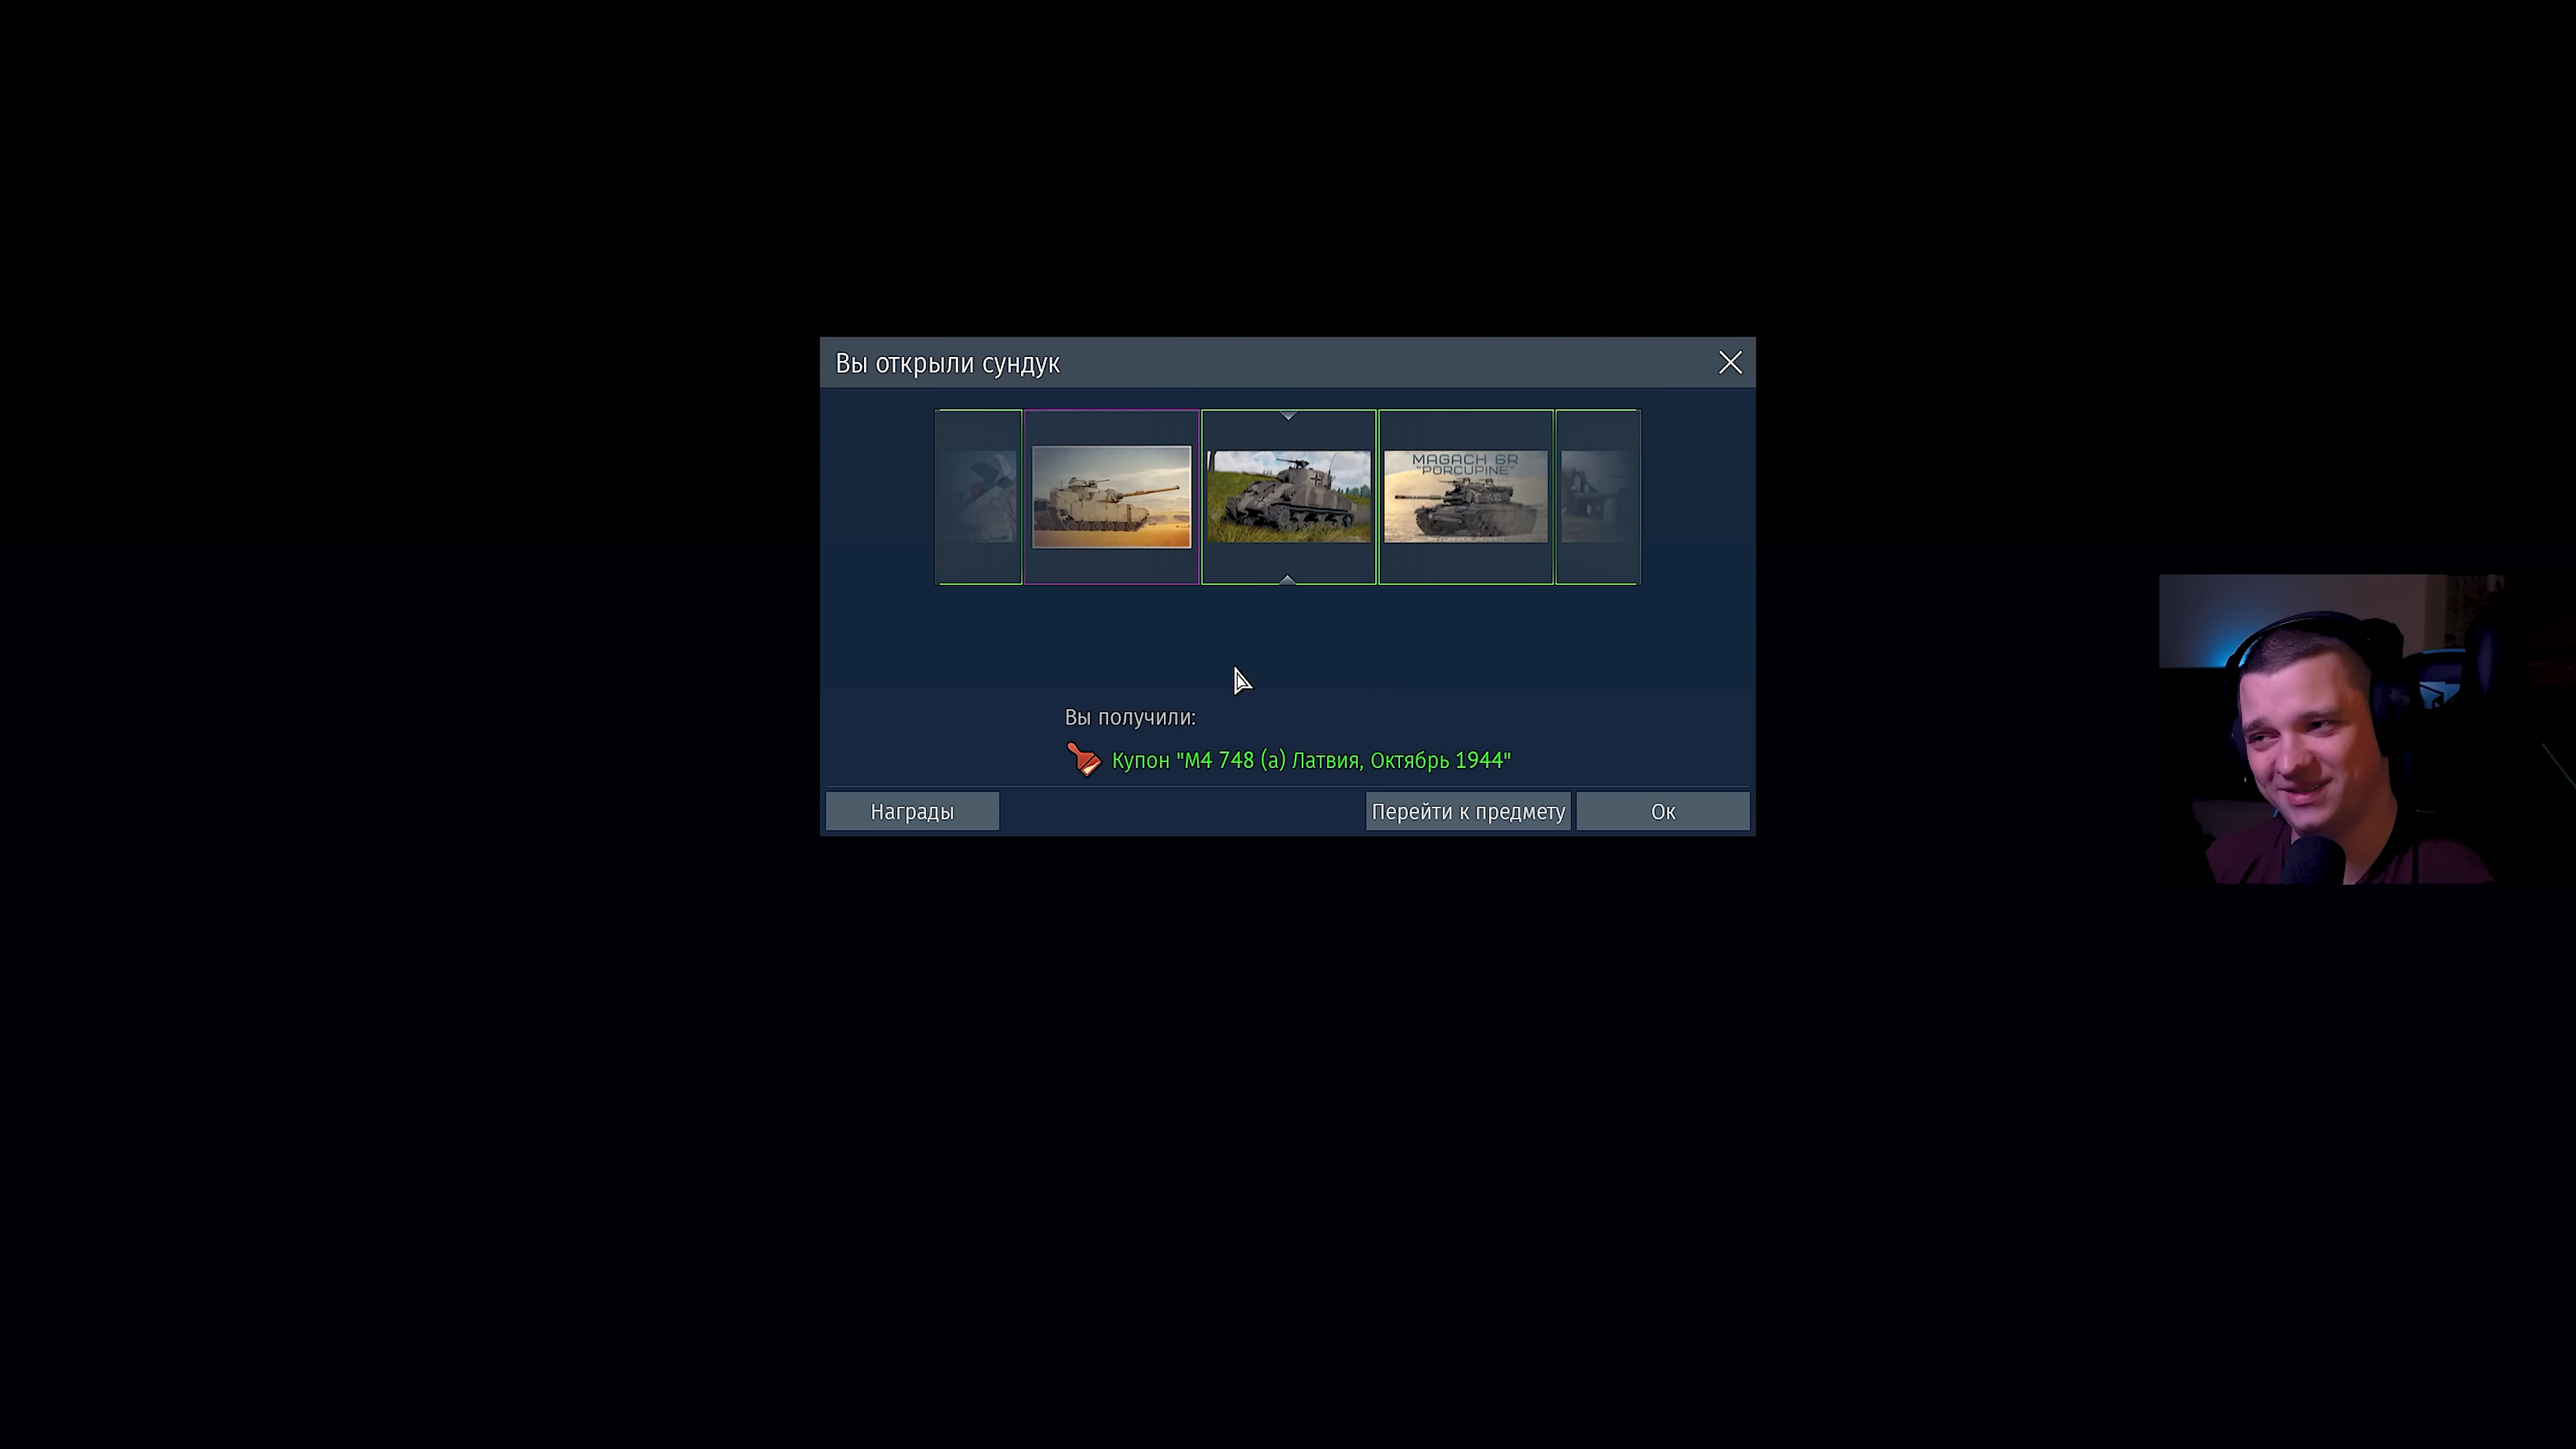 Вы открыли сундук
MAGACH 6R
"PORCUPINE"
Вы получили:
Купон "M4 748 (a) Латвия, Октябрь 1944"
Награды
Перейти к предмету
Ок